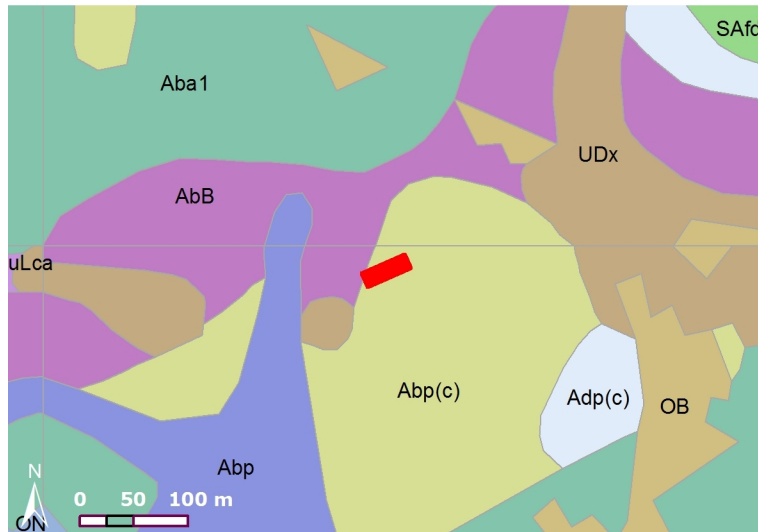 SAfc
Aba1
UDx
AbB
uLca
Abp(c)
Adp(c)
OB
Abp
N
0 50 100 m
ON